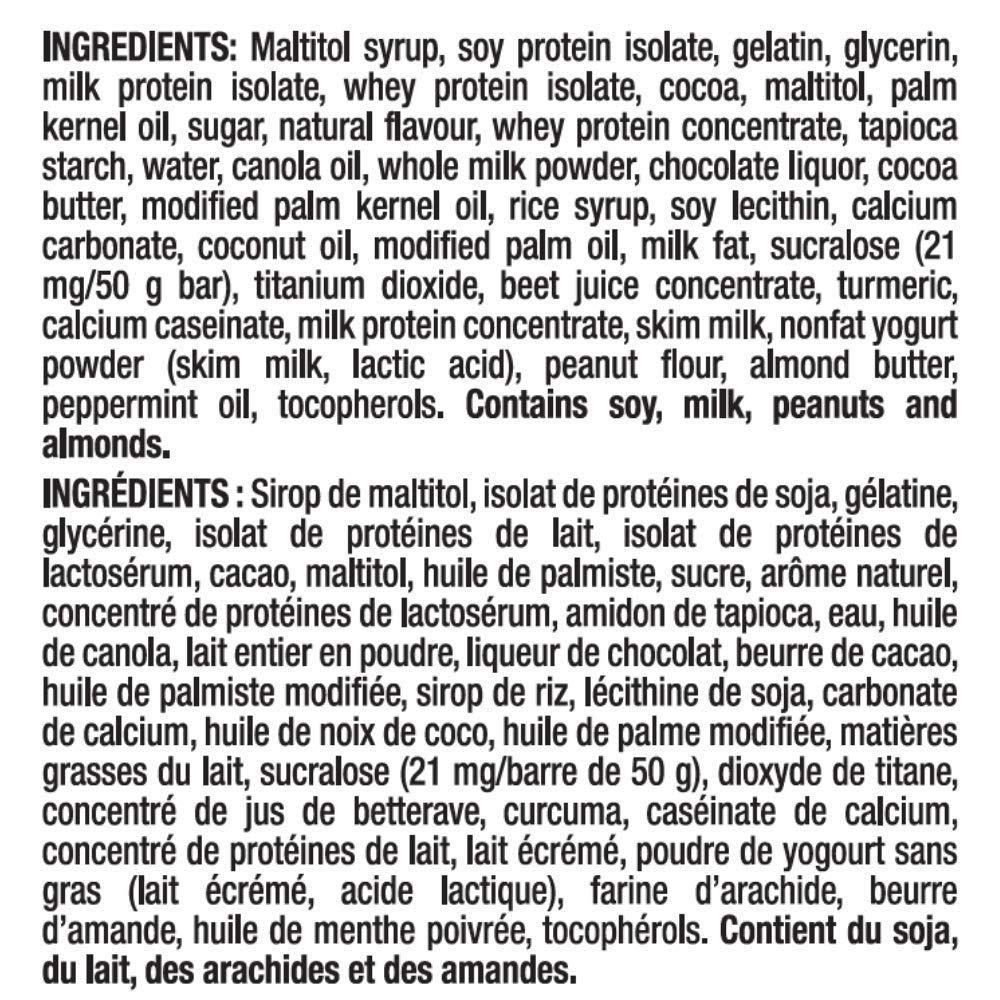 INGREDIENTS: Maltitol syrup, soy protein isolate, gelatin, glycerin,
milk protein isolate, whey protein isolate, cocoa, maltitol, palm
kernel oil, sugar, natural flavour, whey protein concentrate, tapioca
starch, water, canola oil, whole milk powder, chocolate liquor, cocoa
butter, modified palm kernel oil, rice syrup, soy lecithin, calcium
carbonate, coconut oil, modified palm oil, milk fat, sucralose (21
mg/50 g bar), titanium dioxide, beet juice concentrate, turmeric,
calcium caseinate, milk protein concentrate, skim milk, nonfat yogurt
powder (skim milk, lactic acid), peanut flour, almond butter,
peppermint oil, tocopherols. Contains soy, milk, peanuts and
almonds.
INGRÉDIENTS : Sirop de maltitol, isolat de protéines de soja, gélatine,
glycérine, isolat de protéines de lait, isolat de protéines de
lactosérum, cacao, maltitol, huile de palmiste, sucre, arôme naturel,
concentré de protéines de lactosérum, amidon de tapioca, eau, huile
de canola, lait entier en poudre, liqueur de chocolat, beurre de cacao,
huile de palmiste modifiée, sirop de riz, lécithine de soja, carbonate
de calcium, huile de noix de coco, huile de palme modifiée, matières
grasses du lait, sucralose (21 mg/barre de 50 g), dioxyde de titane,
concentré de jus de betterave, curcuma, caséinate de calcium,
concentré de protéines de lait, lait écrémé, poudre de yogourt sans
gras (lait écrémé, acide lactique), farine d’arachide, beurre
d’amande, huile de menthe poivrée, tocophérols. Contient du soja,
du lait, des arachides et des amandes.